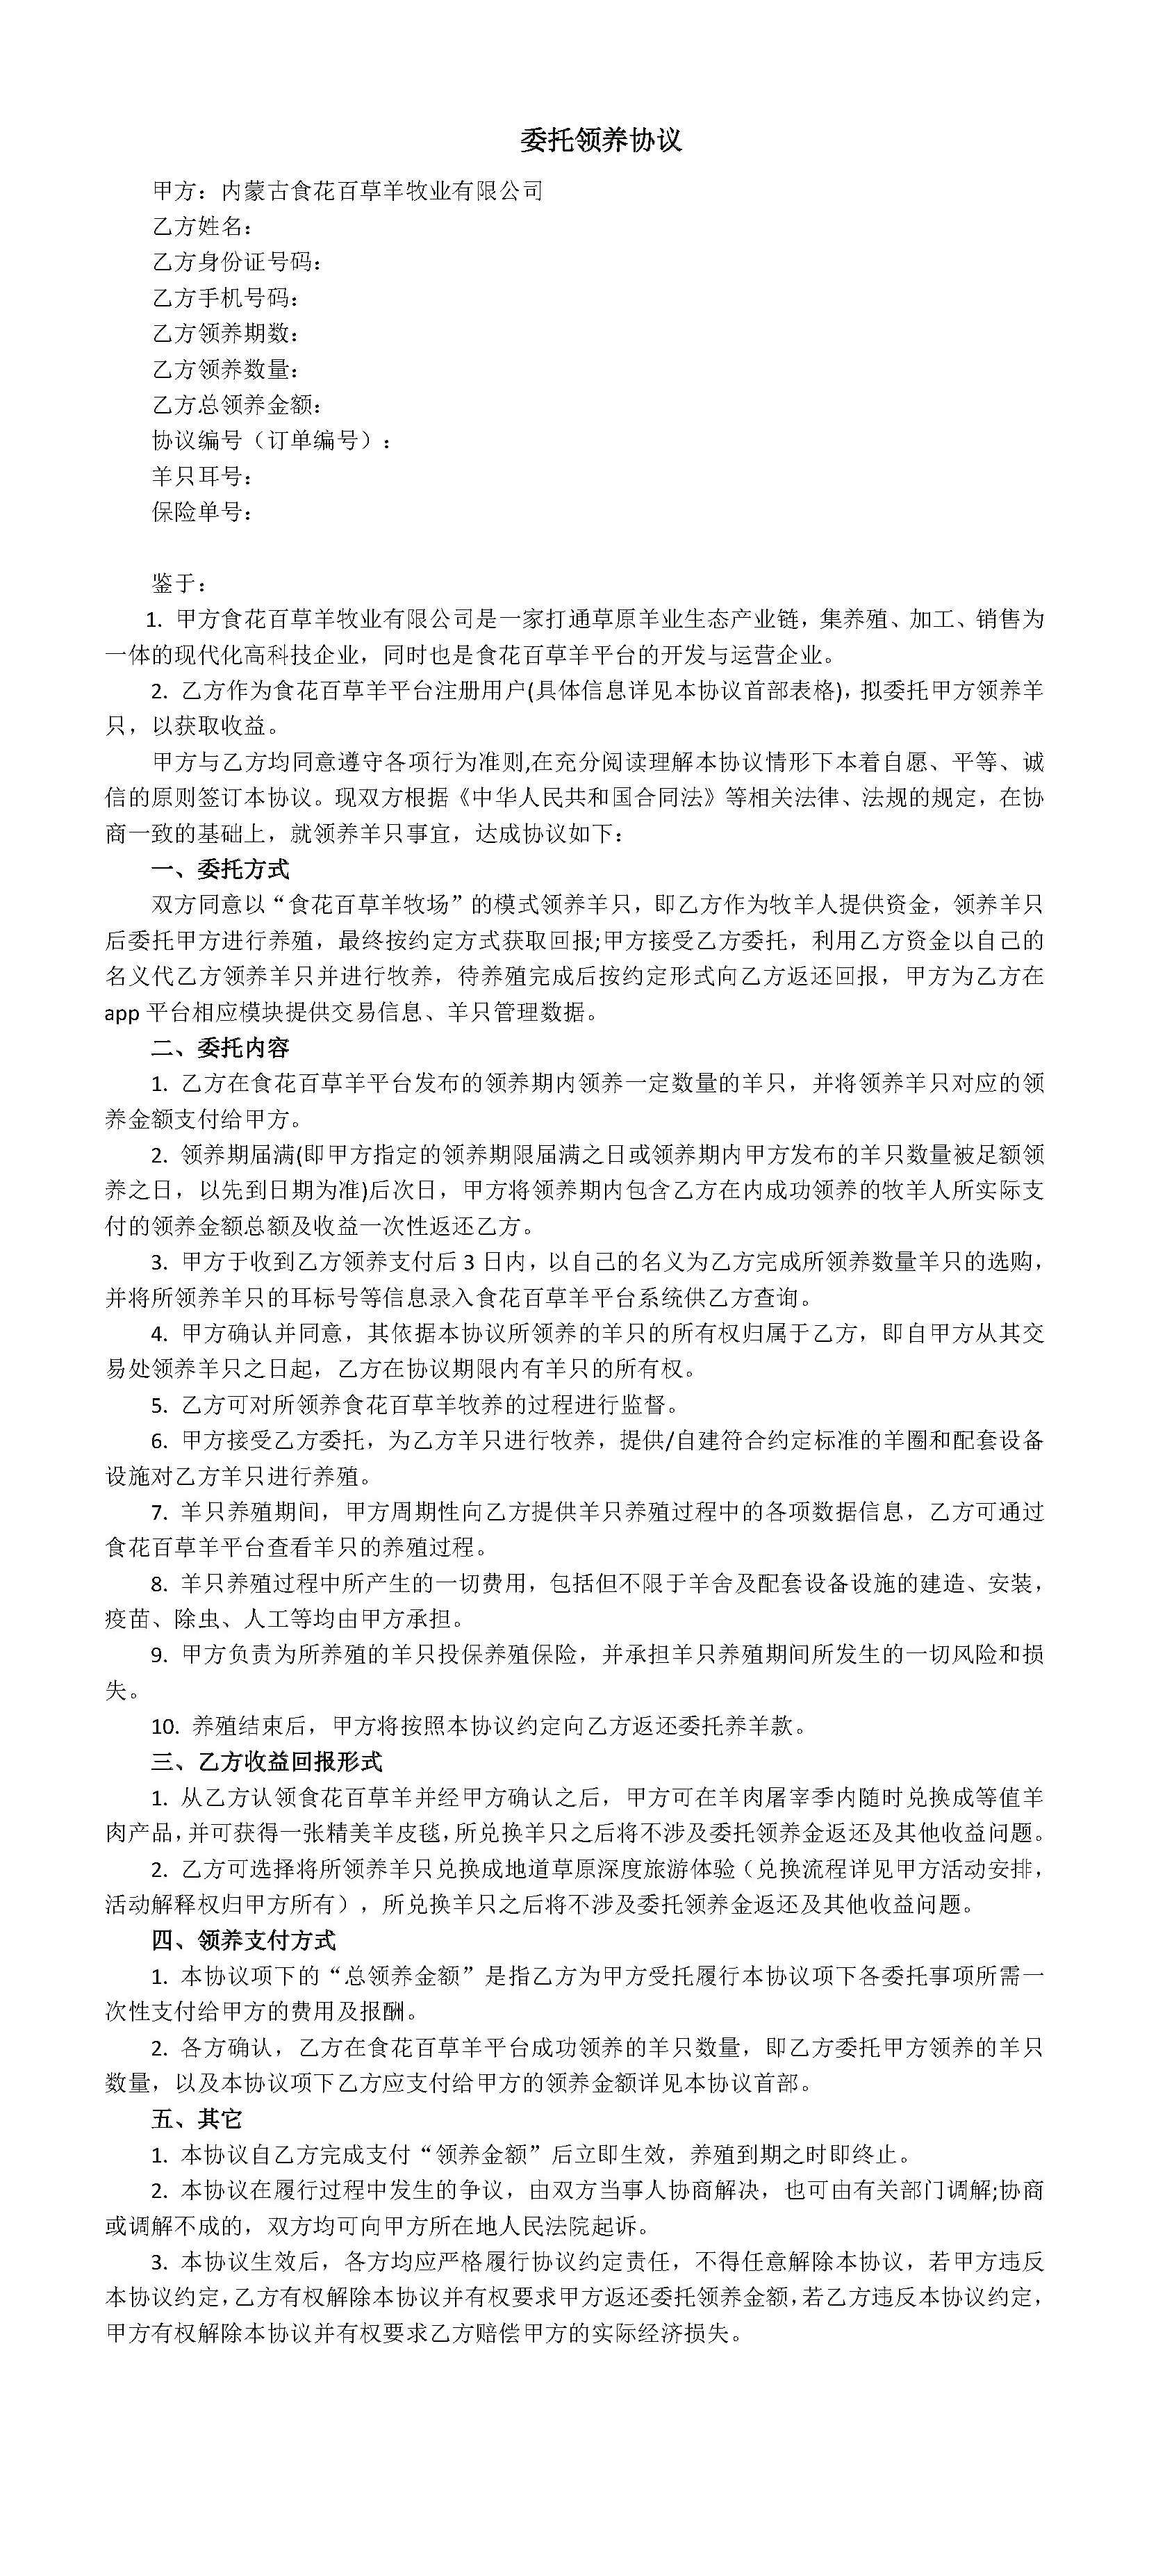 委托领养协议
甲方：内蒙古食花百草羊牧业有限公司
乙方姓名：
乙方身份证号码：
乙方手机号码：
乙方领养期数：
乙方领养数量：
乙方总领养金额：
协议编号（订单编号）：
羊只耳号：
保险单号：
鉴于：
1. 甲方食花百草羊牧业有限公司是一家打通草原羊业生态产业链，集养殖、加工、销售为
一体的现代化高科技企业，同时也是食花百草羊平台的开发与运营企业。
2. 乙方作为食花百草羊平台注册用户(具体信息详见本协议首部表格)，拟委托甲方领养羊
只，以获取收益。
甲方与乙方均同意遵守各项行为准则,在充分阅读理解本协议情形下本着自愿、平等、诚
信的原则签订本协议。现双方根据《中华人民共和国合同法》等相关法律、法规的规定，在协
商一致的基础上，就领养羊只事宜，达成协议如下：
一、委托方式
双方同意以“食花百草羊牧场”的模式领养羊只，即乙方作为牧羊人提供资金，领养羊只
后委托甲方进行养殖，最终按约定方式获取回报;甲方接受乙方委托，利用乙方资金以自己的
名义代乙方领养羊只并进行牧养，待养殖完成后按约定形式向乙方返还回报，甲方为乙方在
app 平台相应模块提供交易信息、羊只管理数据。
二、委托内容
1. 乙方在食花百草羊平台发布的领养期内领养一定数量的羊只，并将领养羊只对应的领
养金额支付给甲方。
2. 领养期届满(即甲方指定的领养期限届满之日或领养期内甲方发布的羊只数量被足额领
养之日，以先到日期为准)后次日，甲方将领养期内包含乙方在内成功领养的牧羊人所实际支
付的领养金额总额及收益一次性返还乙方。
3. 甲方于收到乙方领养支付后 3 日内，以自己的名义为乙方完成所领养数量羊只的选购，
并将所领养羊只的耳标号等信息录入食花百草羊平台系统供乙方查询。
4. 甲方确认并同意，其依据本协议所领养的羊只的所有权归属于乙方，即自甲方从其交
易处领养羊只之日起，乙方在协议期限内有羊只的所有权。
5. 乙方可对所领养食花百草羊牧养的过程进行监督。
6. 甲方接受乙方委托，为乙方羊只进行牧养，提供/自建符合约定标准的羊圈和配套设备
设施对乙方羊只进行养殖。
7. 羊只养殖期间，甲方周期性向乙方提供羊只养殖过程中的各项数据信息，乙方可通过
食花百草羊平台查看羊只的养殖过程。
8. 羊只养殖过程中所产生的一切费用，包括但不限于羊舍及配套设备设施的建造、安装，
疫苗、除虫、人工等均由甲方承担。
9. 甲方负责为所养殖的羊只投保养殖保险，并承担羊只养殖期间所发生的一切风险和损
失。
10. 养殖结束后，甲方将按照本协议约定向乙方返还委托养羊款。
三、乙方收益回报形式
1. 从乙方认领食花百草羊并经甲方确认之后，甲方可在羊肉屠宰季内随时兑换成等值羊
肉产品，并可获得一张精美羊皮毯，所兑换羊只之后将不涉及委托领养金返还及其他收益问题。
2. 乙方可选择将所领养羊只兑换成地道草原深度旅游体验（兑换流程详见甲方活动安排，
活动解释权归甲方所有），所兑换羊只之后将不涉及委托领养金返还及其他收益问题。
四、领养支付方式
1. 本协议项下的“总领养金额”是指乙方为甲方受托履行本协议项下各委托事项所需一
次性支付给甲方的费用及报酬。
2. 各方确认，乙方在食花百草羊平台成功领养的羊只数量，即乙方委托甲方领养的羊只
数量，以及本协议项下乙方应支付给甲方的领养金额详见本协议首部。
五、其它
1. 本协议自乙方完成支付“领养金额”后立即生效，养殖到期之时即终止。
2. 本协议在履行过程中发生的争议，由双方当事人协商解决，也可由有关部门调解;协商
或调解不成的，双方均可向甲方所在地人民法院起诉。
3. 本协议生效后，各方均应严格履行协议约定责任，不得任意解除本协议，若甲方违反
本协议约定，乙方有权解除本协议并有权要求甲方返还委托领养金额，若乙方违反本协议约定，
甲方有权解除本协议并有权要求乙方赔偿甲方的实际经济损失。